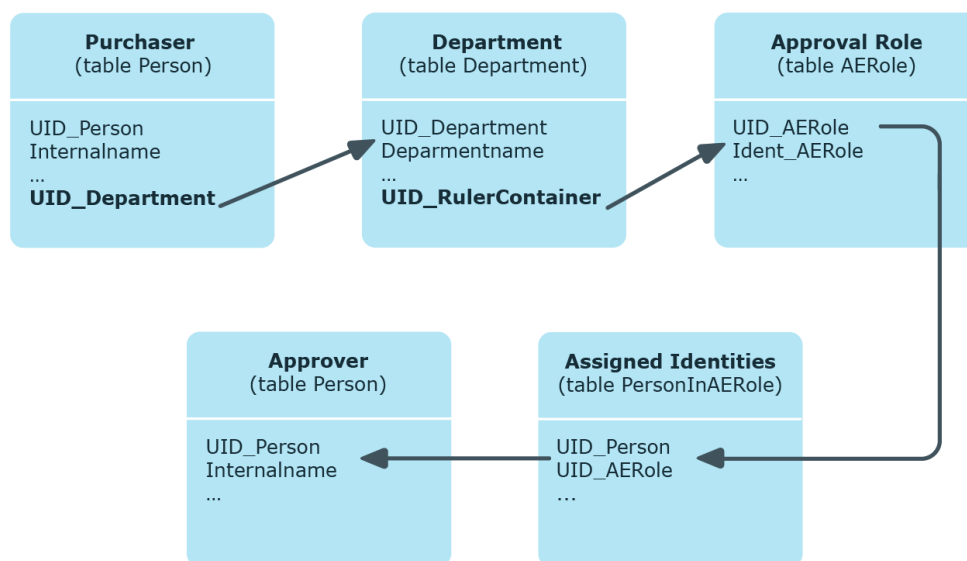 Purchaser
(table Person)
UID_Person
Internalname
...
UID_Department
Department
(table Department)
UID_Department
Deparmentname
...
UID_RulerContainer
Approval Role
(table AERole)
UID_AERole
Ident_AERole
...
Approver
(table Person)
UID_Person
Internalname
...
Assigned Identities
(table PersonInAERole)
UID_Person
UID_AERole
...